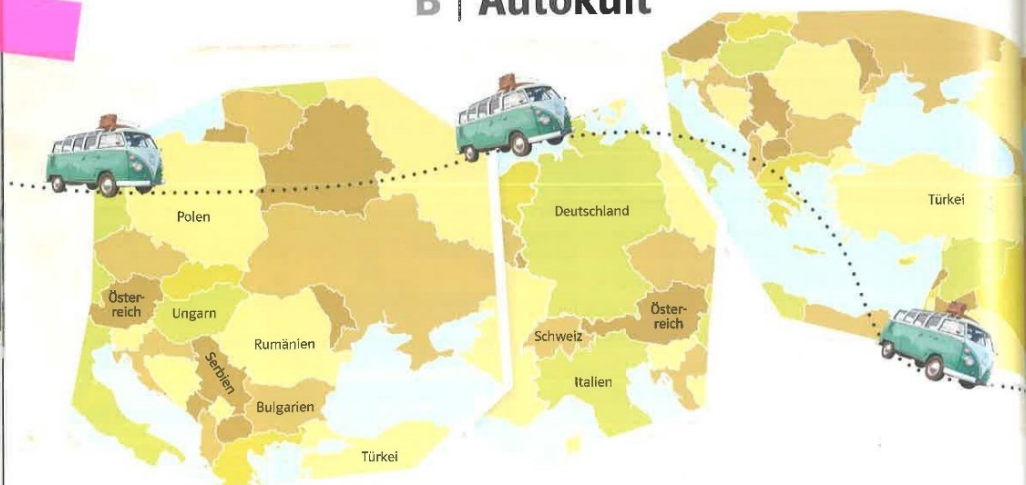 B | Autokult
Polen
Deutschland
Türkei
Öster-
reich
Ungarn
Öster-
reich
Schweiz
Rumänien
Serbien
Italien
Bulgarien
Türkei